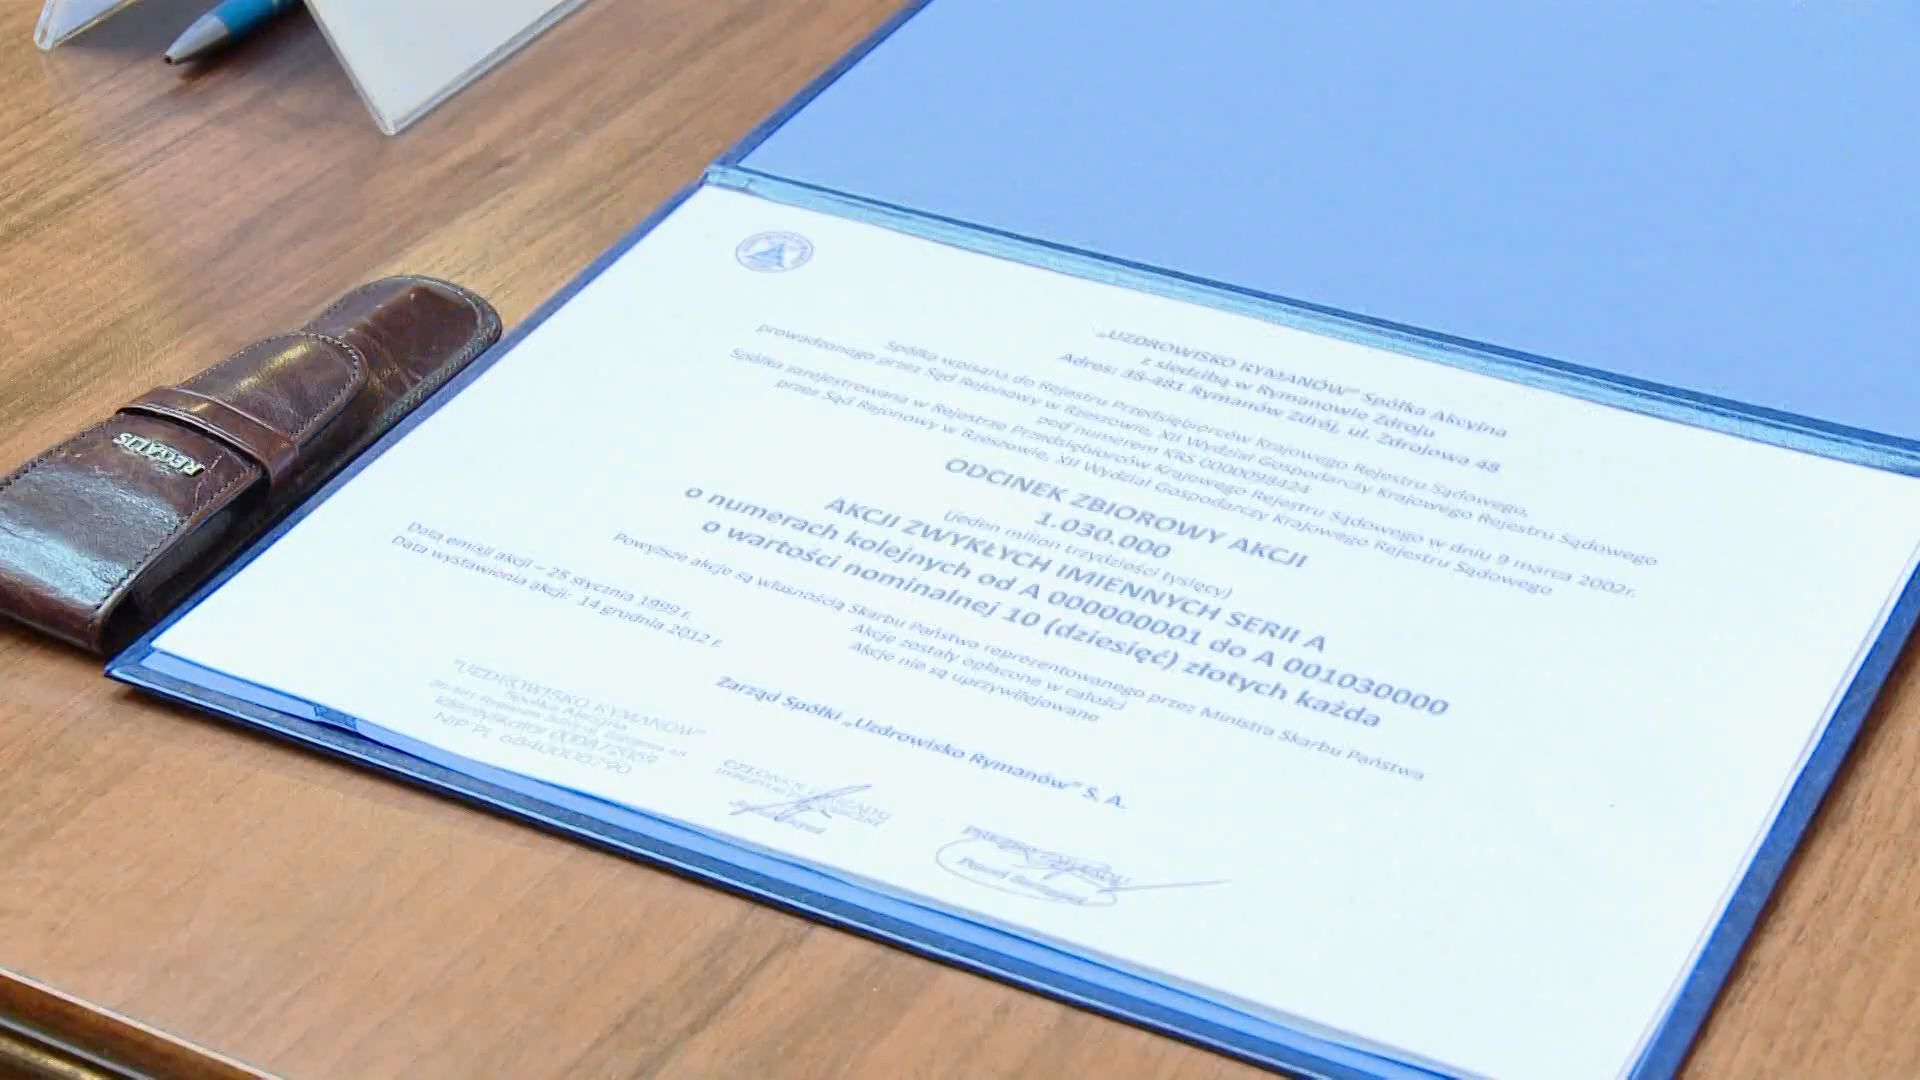 „UZDROWISKO RYMANÓW” Spółka Akcyjna
z siedzibą w Rymanowie Zdroju
Adres: 38-481 Rymanów Zdrój, ul. Zdrojowa 48
Spółka wpisana do Rejestru Przedsiębiorców Krajowego Rejestru Sądowego,
prowadzonego przez Sąd Rejonowy w Rzeszowie, XII Wydział Gospodarczy Krajowego Rejestru Sądowego
pod numerem KRS 0000098424
Spółka zarejestrowana w Rejestrze Przedsiębiorców Krajowego Rejestru Sądowego w dniu 9 marca 2002r.
przez Sąd Rejonowy w Rzeszowie, XII Wydział Gospodarczy Krajowego Rejestru Sądowego
ODCINEK ZBIOROWY AKCJI
1.030.000
(jeden milion trzydzieści tysięcy)
AKCJI ZWYKŁYCH IMIENNYCH SERII A
o numerach kolejnych od A 000000001 do A 001030000
o wartości nominalnej 10 (dziesięć) złotych każda
Powyższe akcje są własnością Skarbu Państwa reprezentowanego przez Ministra Skarbu Państwa
Akcje zostały opłacone w całości
Akcje nie są uprzywilejowane
Data emisji akcji – 25 stycznia 1999 r.
Data wystawienia akcji: 14 grudnia 2012 r.
Zarząd Spółki „Uzdrowisko Rymanów” S. A.
"UZDROWISKO RYMANÓW"
Spółka Akcyjna
REGALIS